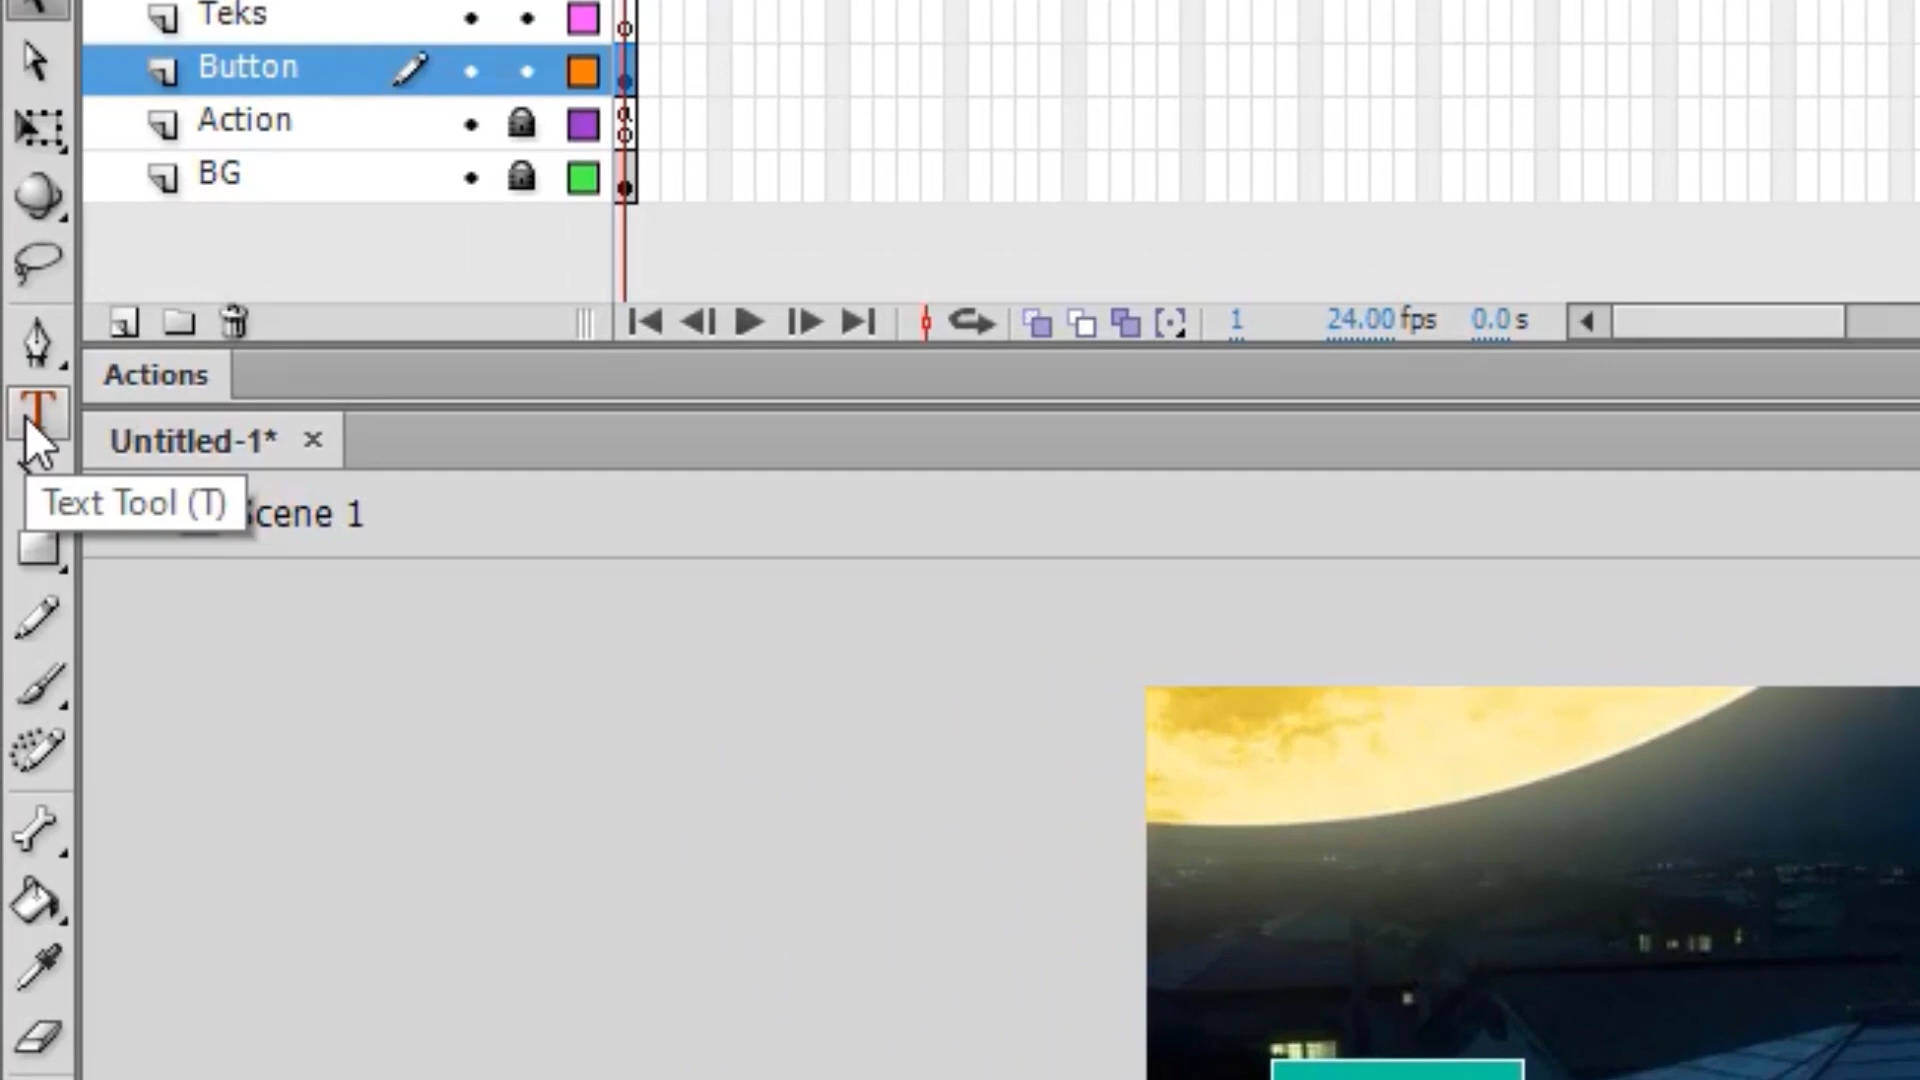 Teks
Button
Action
BG
1 24.00 fps 0.0 s
Actions
Untitled-1* ×
Text Tool (T)
cene 1